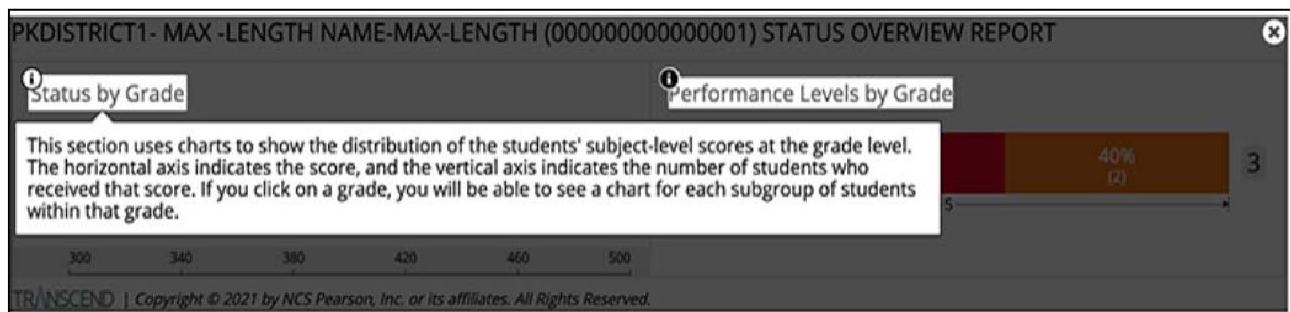 PKDISTRICT1- MAX -LENGTH NAME-MAX-LENGTH (000000000000001) STATUS OVERVIEW REPORT
Status by Grade
Performance Levels by Grade
This section uses charts to show the distribution of the students' subject-level scores at the grade level.
The horizontal axis indicates the score, and the vertical axis indicates the number of students who
received that score. If you click on a grade, you will be able to see a chart for each subgroup of students
within that grade.
40%
(2)
3
5
300 340 380 420 460 500
TRANSCEND | Copyright © 2021 by NCS Pearson, Inc. or its affiliates. All Rights Reserved.